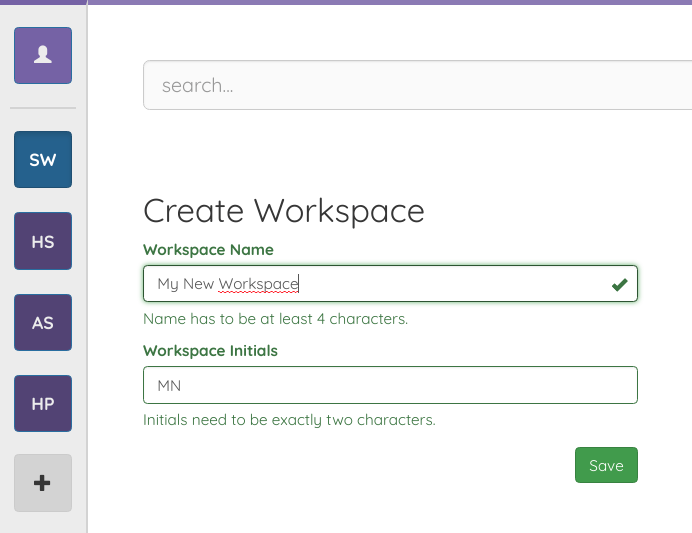 search...
SW
HS
AS
HP
Create Workspace
Workspace Name
My New Workspace
Name has to be at least 4 characters.
Workspace Initials
MN
Initials need to be exactly two characters.
Save